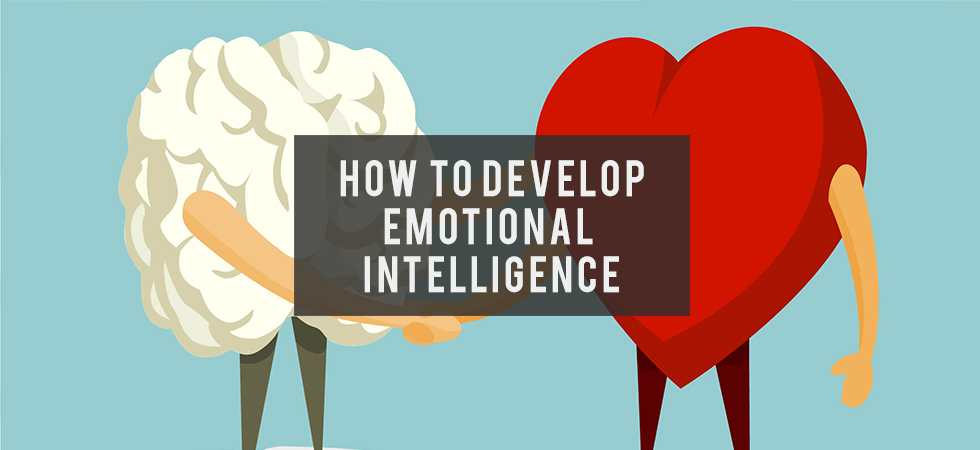 HOW TO DEVELOP
EMOTIONAL
INTELLIGENCE